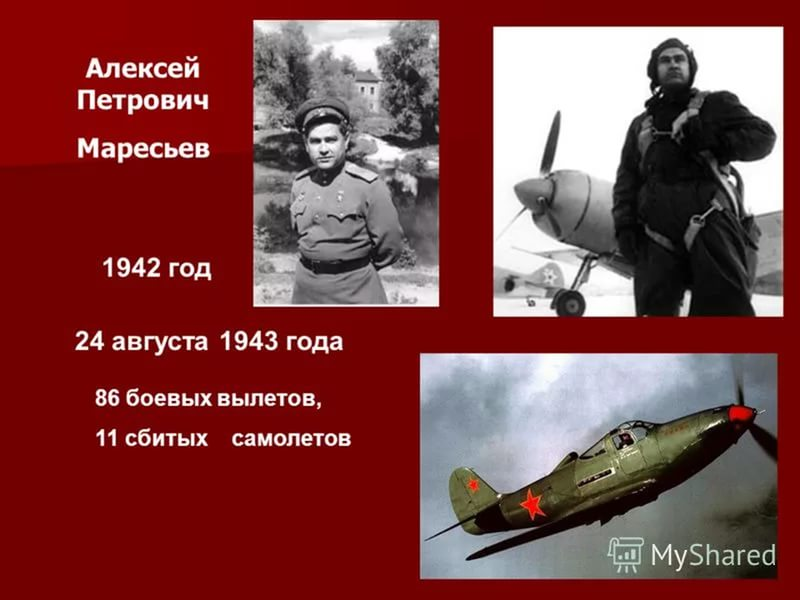 Алексей
Петрович
Маресьев
1942 год
24 августа 1943 года
86 боевых вылетов,
11 сбитых самолетов
MyShared